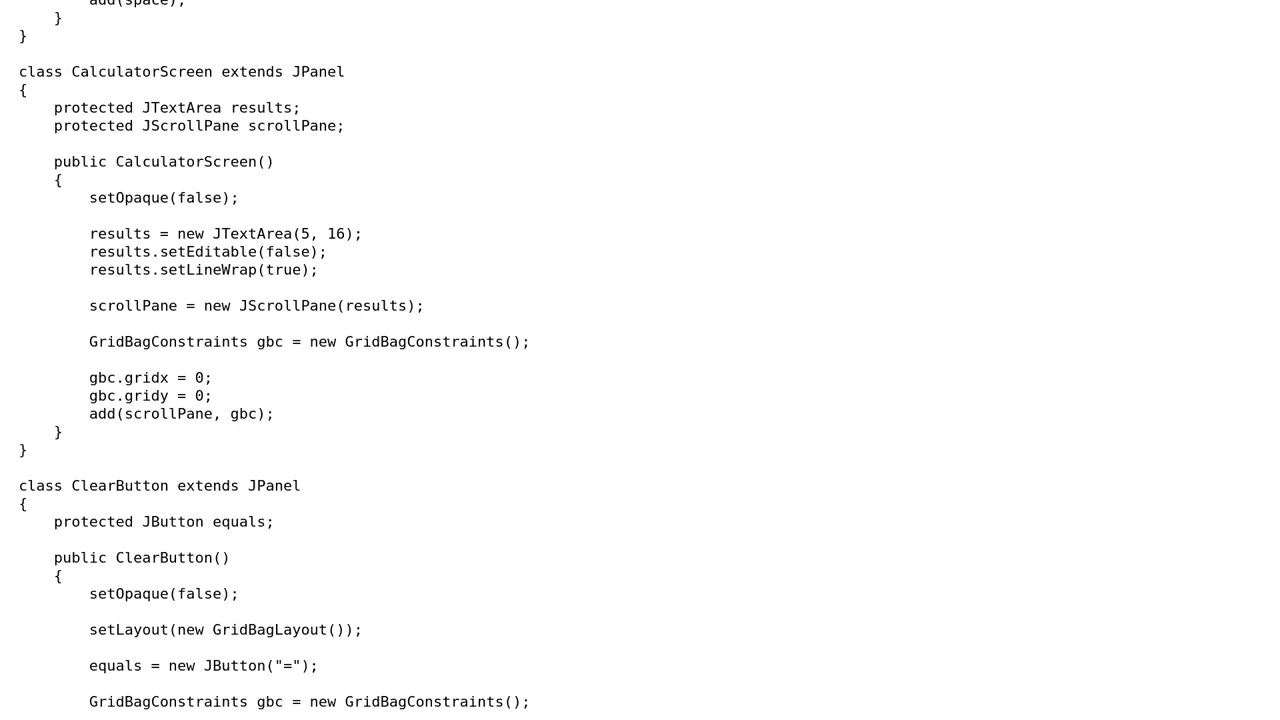 add(space);
    }
}

class CalculatorScreen extends JPanel
{
    protected JTextArea results;
    protected JScrollPane scrollPane;

    public CalculatorScreen()
    {
        setOpaque(false);

        results = new JTextArea(5, 16);
        results.setEditable(false);
        results.setLineWrap(true);

        scrollPane = new JScrollPane(results);

        GridBagConstraints gbc = new GridBagConstraints();

        gbc.gridx = 0;
        gbc.gridy = 0;
        add(scrollPane, gbc);
    }
}

class ClearButton extends JPanel
{
    protected JButton equals;

    public ClearButton()
    {
        setOpaque(false);

        setLayout(new GridBagLayout());

        equals = new JButton("=");

        GridBagConstraints gbc = new GridBagConstraints();